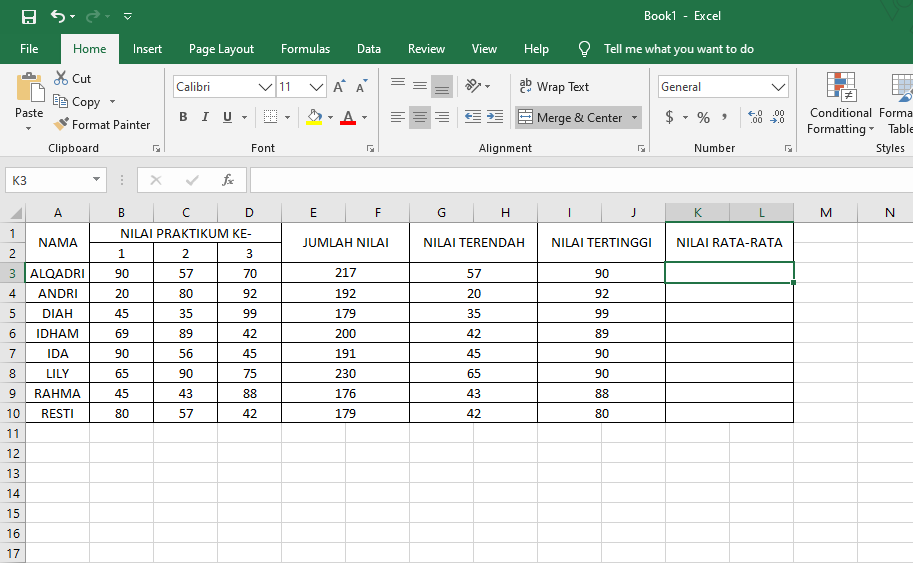 Book1 - Excel
File Home Insert Page Layout Formulas Data Review View Help Tell me what you want to do
Cut
Copy
Format Painter
Paste
Calibri 11 A A
B I U A
ab Wrap Text
Merge & Center
General
$ % ,
Conditional Formatting
Clipboard Font Alignment Number Styles
K3 fx
A B C D E F G H I J K L M N
1 NAMA NILAI PRAKTIKUM KE- JUMLAH NILAI NILAI TERENDAH NILAI TERTINGGI NILAI RATA-RATA
2 1 2 3
3 ALQADRI 90 57 70 217 57 90
4 ANDRI 20 80 92 192 20 92
5 DIAH 45 35 99 179 35 99
6 IDHAM 69 89 42 200 42 89
7 IDA 90 56 45 191 45 90
8 LILY 65 90 75 230 65 90
9 RAHMA 45 43 88 176 43 88
10 RESTI 80 57 42 179 42 80
11
12
13
14
15
16
17